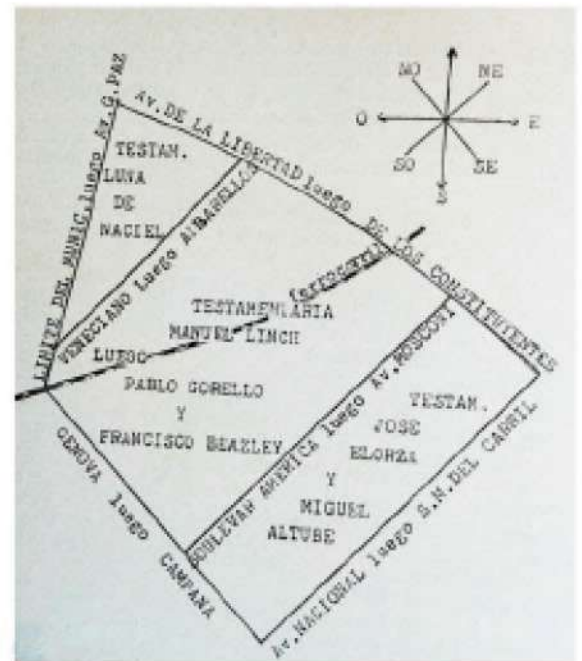 NO
NE
O
E
SO
SE
S
Av. DE LA LIBERTAD luego DE LOS CONSTITUYENTES
LIMITE DEL MUNIC. luego Av. G. PAZ
TESTAM.
LUNA
DE
MACIEL
VENECIANO luego ALBARELLOS
TESTAMENTARIA
MANUEL LINCH
LUEGO
PABLO GORELLO
Y
FRANCISCO BEAZLEY
BOULEVAR AMERICA luego AV. MOSCONI
TESTAM.
JOSE
ELORZA
Y
MIGUEL
ALTUBE
GENOVA luego CAMPANA
Av. NACIONAL luego S.M. DEL CARRIL